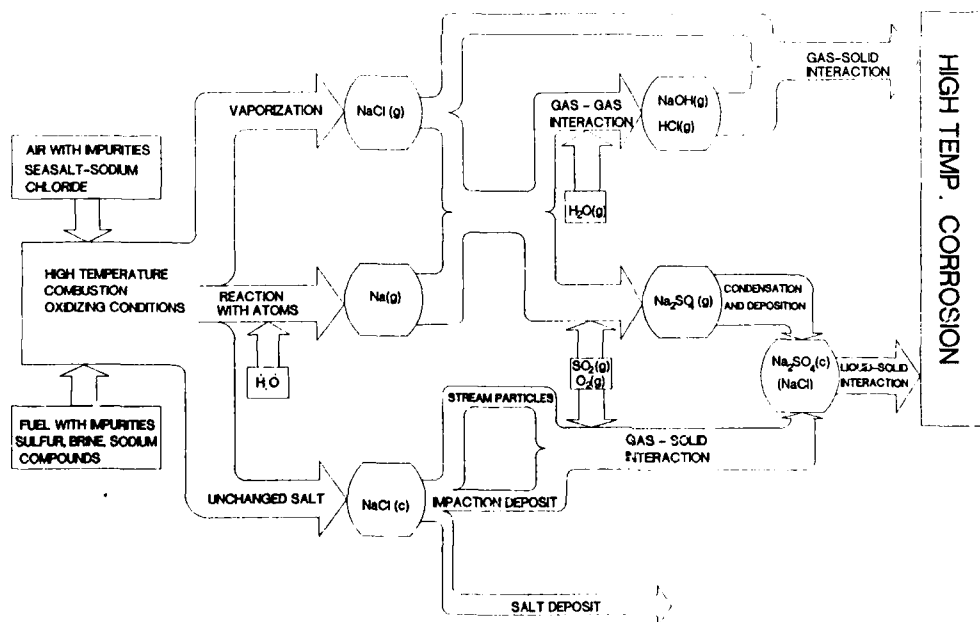 AIR WITH IMPURITIES
SEASALT-SODIUM
CHLORIDE
HIGH TEMPERATURE
COMBUSTION
OXIDIZING CONDITIONS
FUEL WITH IMPURITIES
SULFUR, BRINE, SODIUM
COMPOUNDS
VAPORIZATION
NaCl (g)
REACTION
WITH ATOMS
H,O
Na(g)
UNCHANGED SALT
NaCl (c)
GAS - GAS
INTERACTION
H₂O(g)
NaOH(g)
HCl(g)
GAS-SOLID
INTERACTION
Na₂SO₄ (g)
CONDENSATION
AND DEPOSITION
SO₂(g)
O₂(g)
STREAM PARTICLES
IMPACTION DEPOSIT
GAS - SOLID
INTERACTION
Na₂SO₄(c)
(NaCl)
LIQUID-SOLID
INTERACTION
SALT DEPOSIT
HIGH TEMP. CORROSION